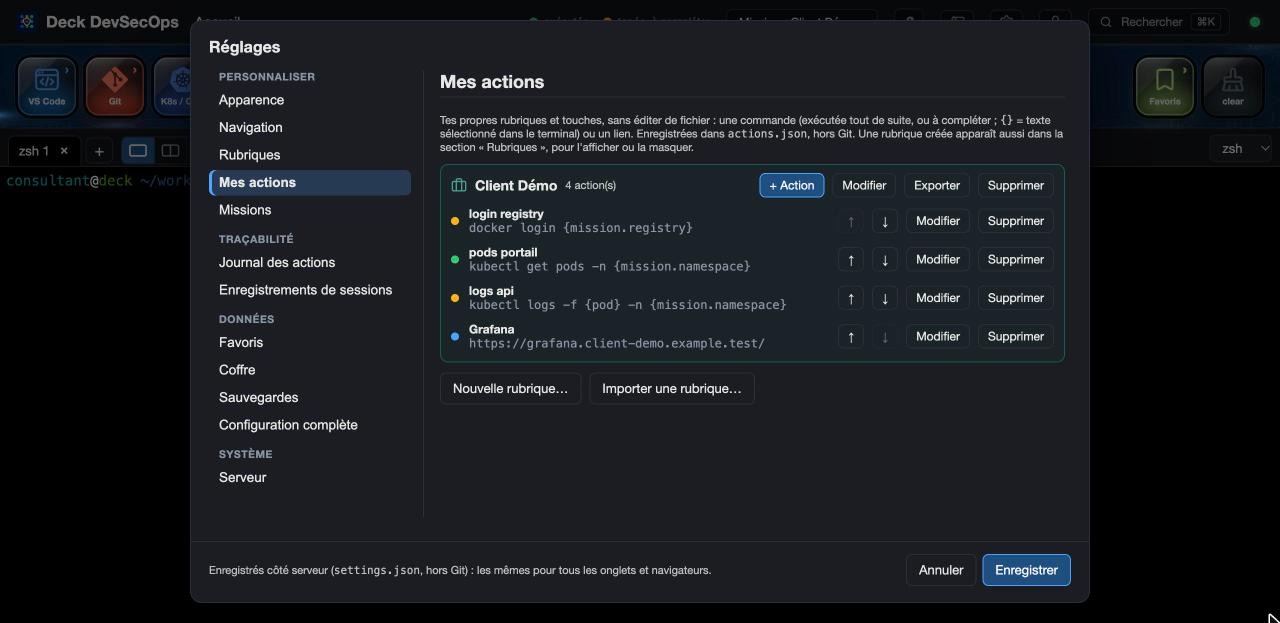 Deck DevSecOps
Rechercher ⌘K
VS Code
Git
Favoris
clear
zsh 1 × +
zsh
consultant@deck ~/work
Réglages
PERSONNALISER
Apparence
Navigation
Rubriques
Mes actions
Missions
TRAÇABILITÉ
Journal des actions
Enregistrements de sessions
DONNÉES
Favoris
Coffre
Sauvegardes
Configuration complète
SYSTÈME
Serveur
Mes actions
Tes propres rubriques et touches, sans éditer de fichier : une commande (exécutée tout de suite, ou à compléter ; {} = texte
sélectionné dans le terminal) ou un lien. Enregistrées dans actions.json, hors Git. Une rubrique créée apparaît aussi dans la
section « Rubriques », pour l'afficher ou la masquer.
Client Démo 4 action(s) + Action Modifier Exporter Supprimer
login registry
docker login {mission.registry}
↑ ↓ Modifier Supprimer
pods portail
kubectl get pods -n {mission.namespace}
↑ ↓ Modifier Supprimer
logs api
kubectl logs -f {pod} -n {mission.namespace}
↑ ↓ Modifier Supprimer
Grafana
https://grafana.client-demo.example.test/
↑ ↓ Modifier Supprimer
Nouvelle rubrique… Importer une rubrique…
Enregistrés côté serveur (settings.json, hors Git) : les mêmes pour tous les onglets et navigateurs.
Annuler Enregistrer